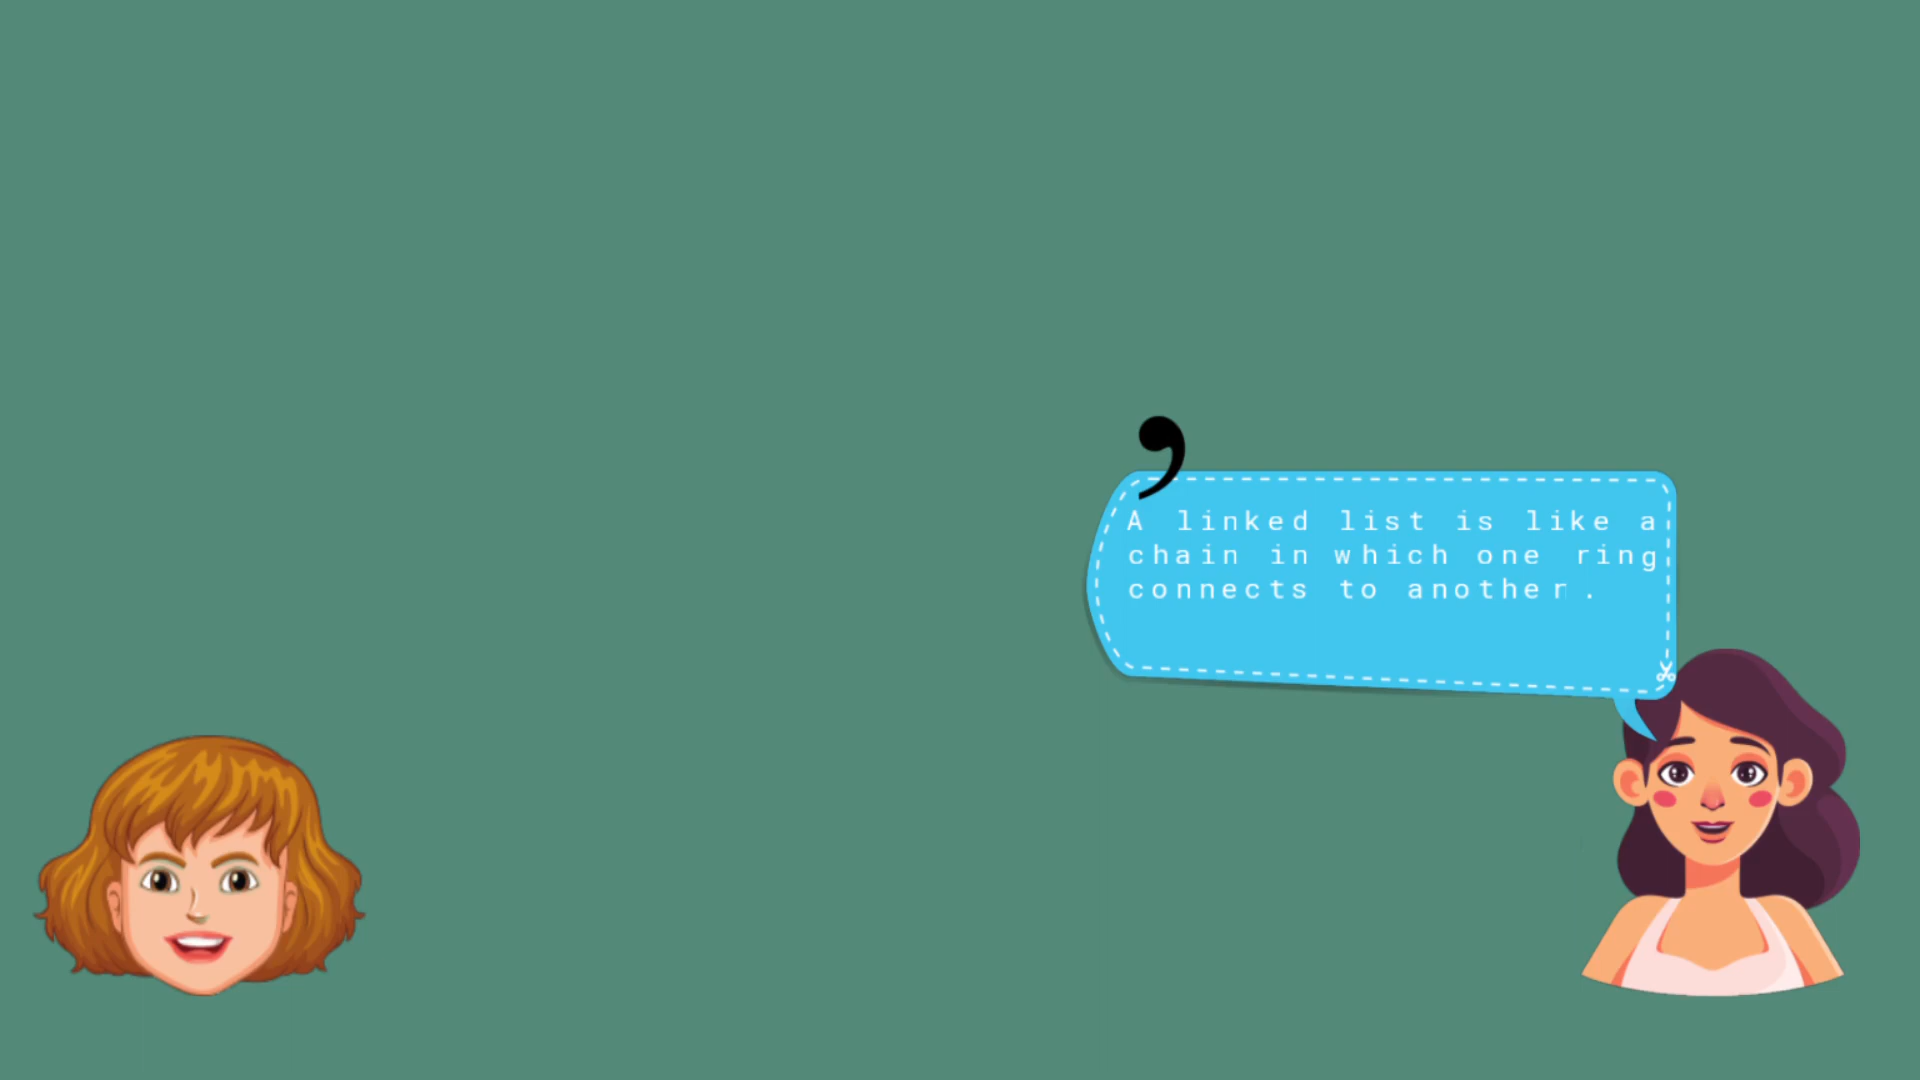 ,
A linked list is like a
chain in which one ring
connects to another.